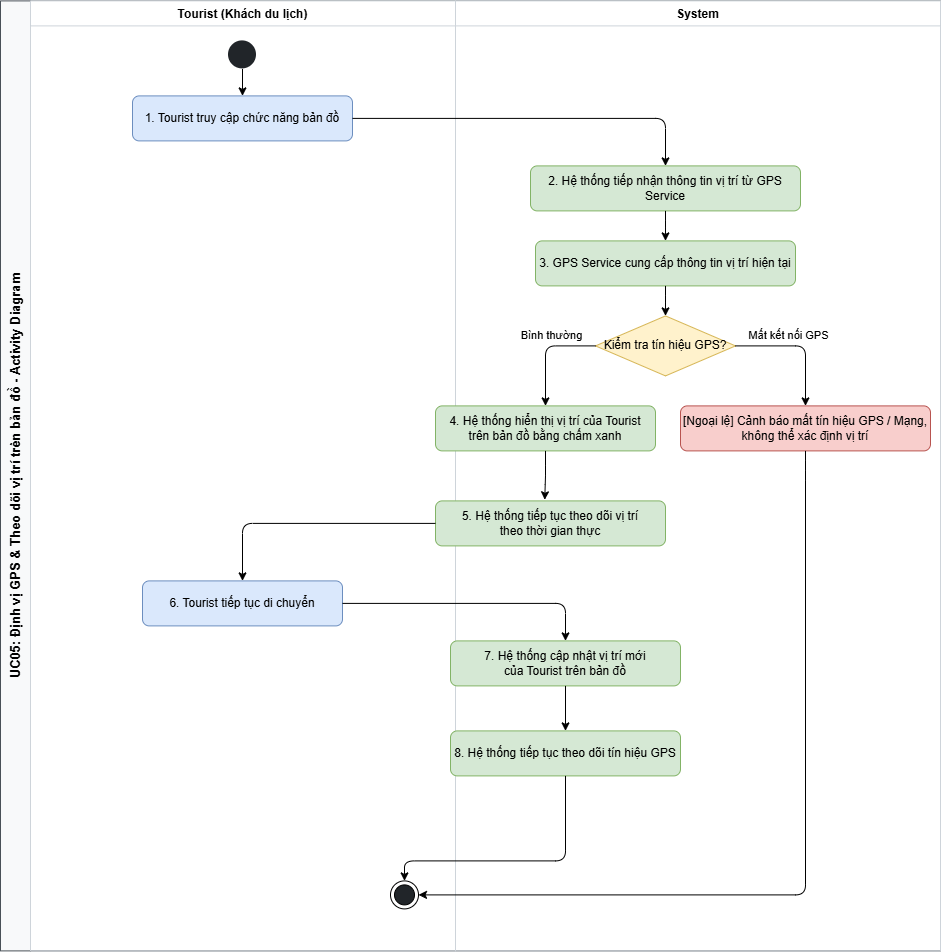 Tourist (Khách du lịch)
System
UC05: Định vị GPS & Theo dõi vị trí trên bản đồ - Activity Diagram
1. Tourist truy cập chức năng bản đồ
2. Hệ thống tiếp nhận thông tin vị trí từ GPS
Service
3. GPS Service cung cấp thông tin vị trí hiện tại
Kiểm tra tín hiệu GPS?
Bình thường
Mất kết nối GPS
4. Hệ thống hiển thị vị trí của Tourist
trên bản đồ bằng chấm xanh
[Ngoại lệ] Cảnh báo mất tín hiệu GPS / Mạng,
không thể xác định vị trí
5. Hệ thống tiếp tục theo dõi vị trí
theo thời gian thực
6. Tourist tiếp tục di chuyển
7. Hệ thống cập nhật vị trí mới
của Tourist trên bản đồ
8. Hệ thống tiếp tục theo dõi tín hiệu GPS